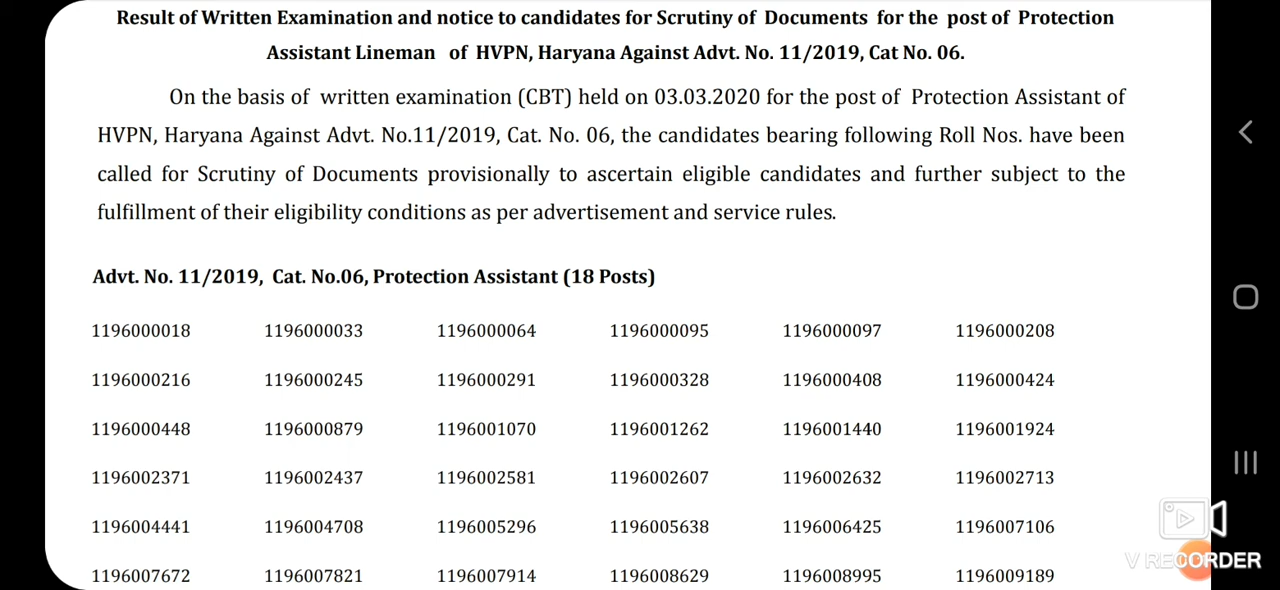 Result of Written Examination and notice to candidates for Scrutiny of Documents for the post of Protection
Assistant Lineman of HVPN, Haryana Against Advt. No. 11/2019, Cat No. 06.
On the basis of written examination (CBT) held on 03.03.2020 for the post of Protection Assistant of
HVPN, Haryana Against Advt. No.11/2019, Cat. No. 06, the candidates bearing following Roll Nos. have been
called for Scrutiny of Documents provisionally to ascertain eligible candidates and further subject to the
fulfillment of their eligibility conditions as per advertisement and service rules.
Advt. No. 11/2019, Cat. No.06, Protection Assistant (18 Posts)
1196000018 1196000033 1196000064 1196000095 1196000097 1196000208
1196000216 1196000245 1196000291 1196000328 1196000408 1196000424
1196000448 1196000879 1196001070 1196001262 1196001440 1196001924
1196002371 1196002437 1196002581 1196002607 1196002632 1196002713
1196004441 1196004708 1196005296 1196005638 1196006425 1196007106
1196007672 1196007821 1196007914 1196008629 1196008995 1196009189
V RECORDER